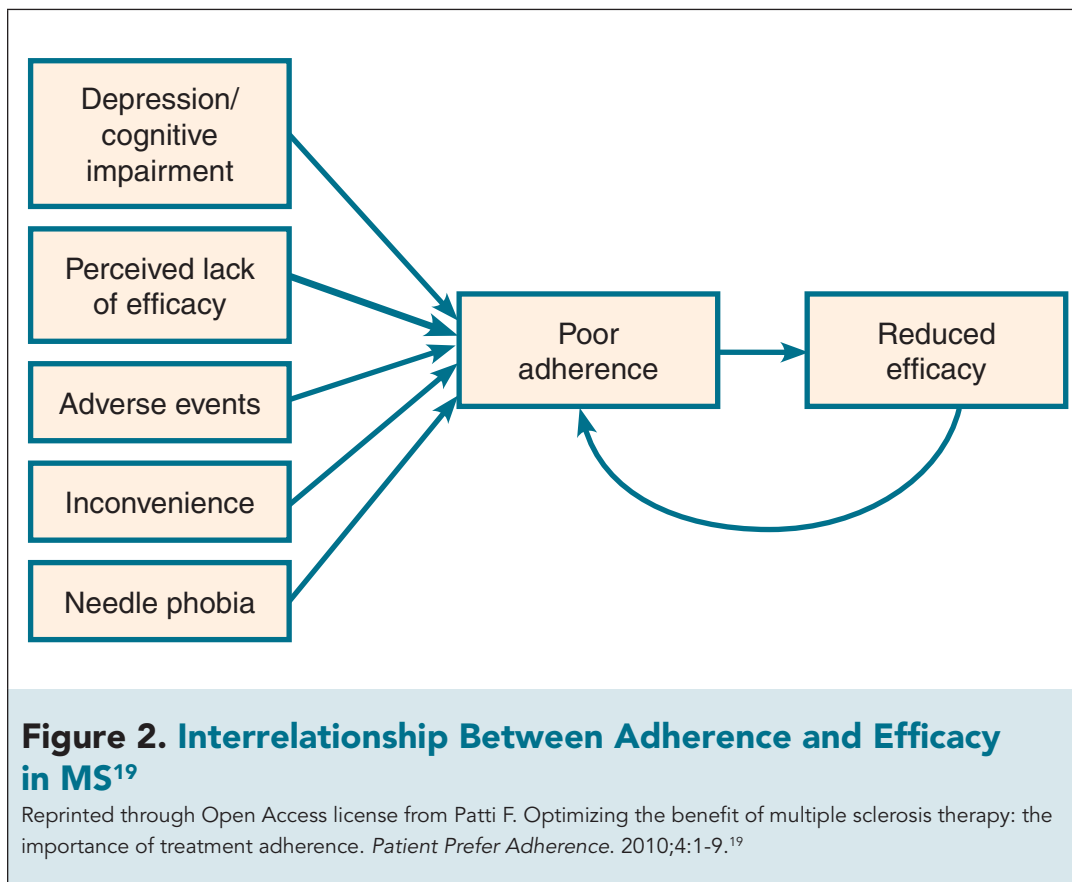 Depression/
cognitive
impairment
Perceived lack
of efficacy
Adverse events
Inconvenience
Needle phobia
Poor
adherence
Reduced
efficacy
Figure 2. Interrelationship Between Adherence and Efficacy
in MS¹⁹
Reprinted through Open Access license from Patti F. Optimizing the benefit of multiple sclerosis therapy: the
importance of treatment adherence. Patient Prefer Adherence. 2010;4:1-9.¹⁹